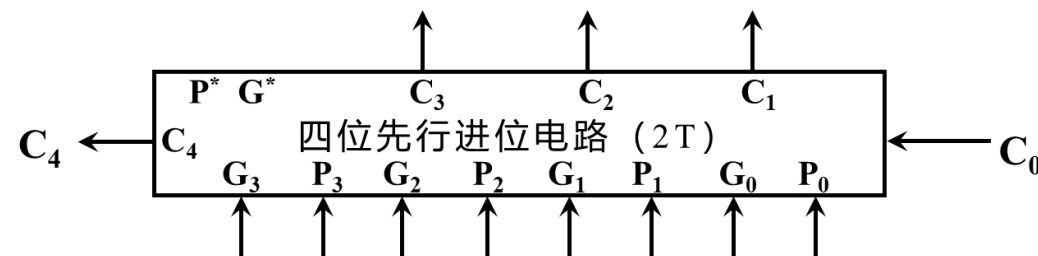 P* G* C₃ C₂ C₁
C₄ C₄ 四位先行进位电路（2T） C₀
G₃ P₃ G₂ P₂ G₁ P₁ G₀ P₀